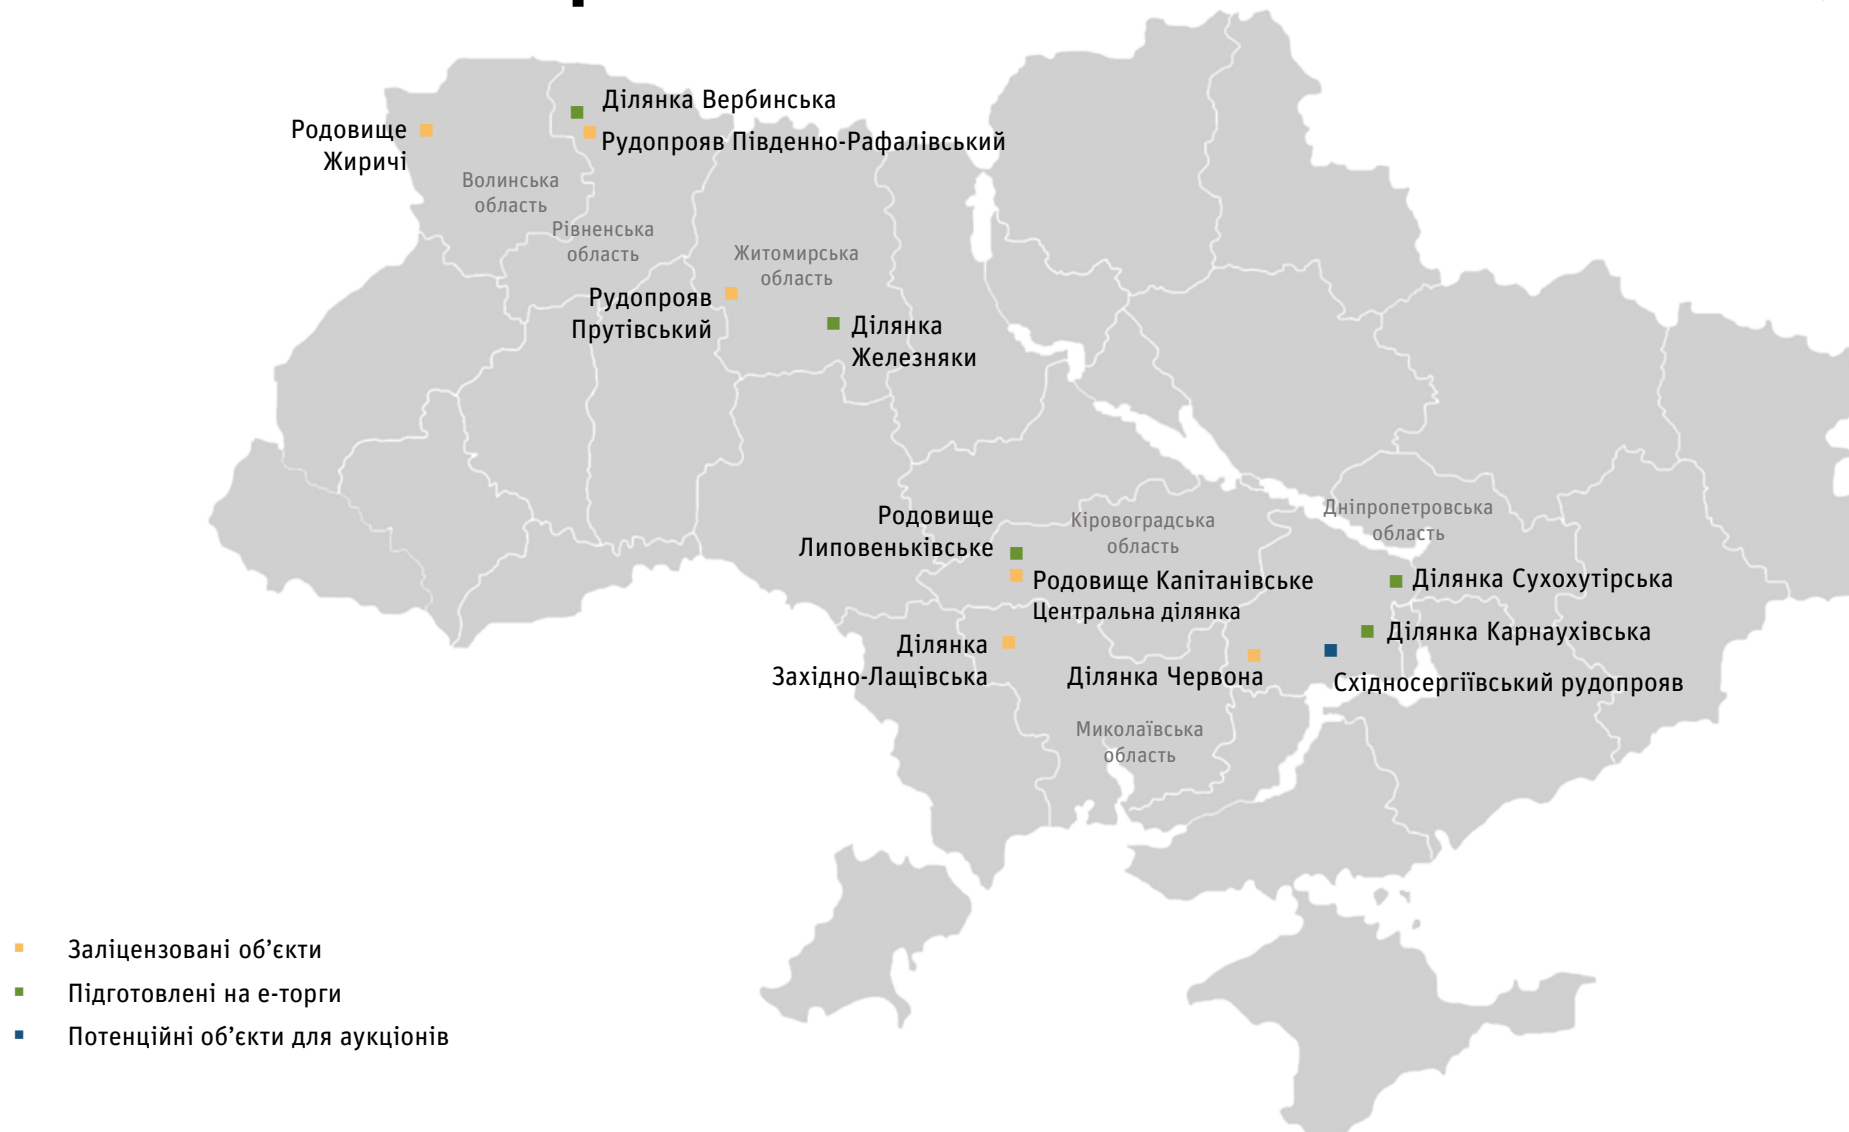 Ділянка Вербинська
Родовище
Жиричі
Рудопрояв Південно-Рафалівський
Волинська
область
Рівненська
область
Житомирська
область
Рудопрояв
Прутівський
Ділянка
Железняки
Родовище
Липовеньківське
Кіровоградська
область
Дніпропетровська
область
Родовище Капітанівське
Центральна ділянка
Ділянка Сухохутірська
Ділянка Карнаухівська
Ділянка
Західно-Лащівська
Ділянка Червона
Східносергіївський рудопрояв
Миколаївська
область
Заліцензовані об’єкти
Підготовлені на е-торги
Потенційні об’єкти для аукціонів